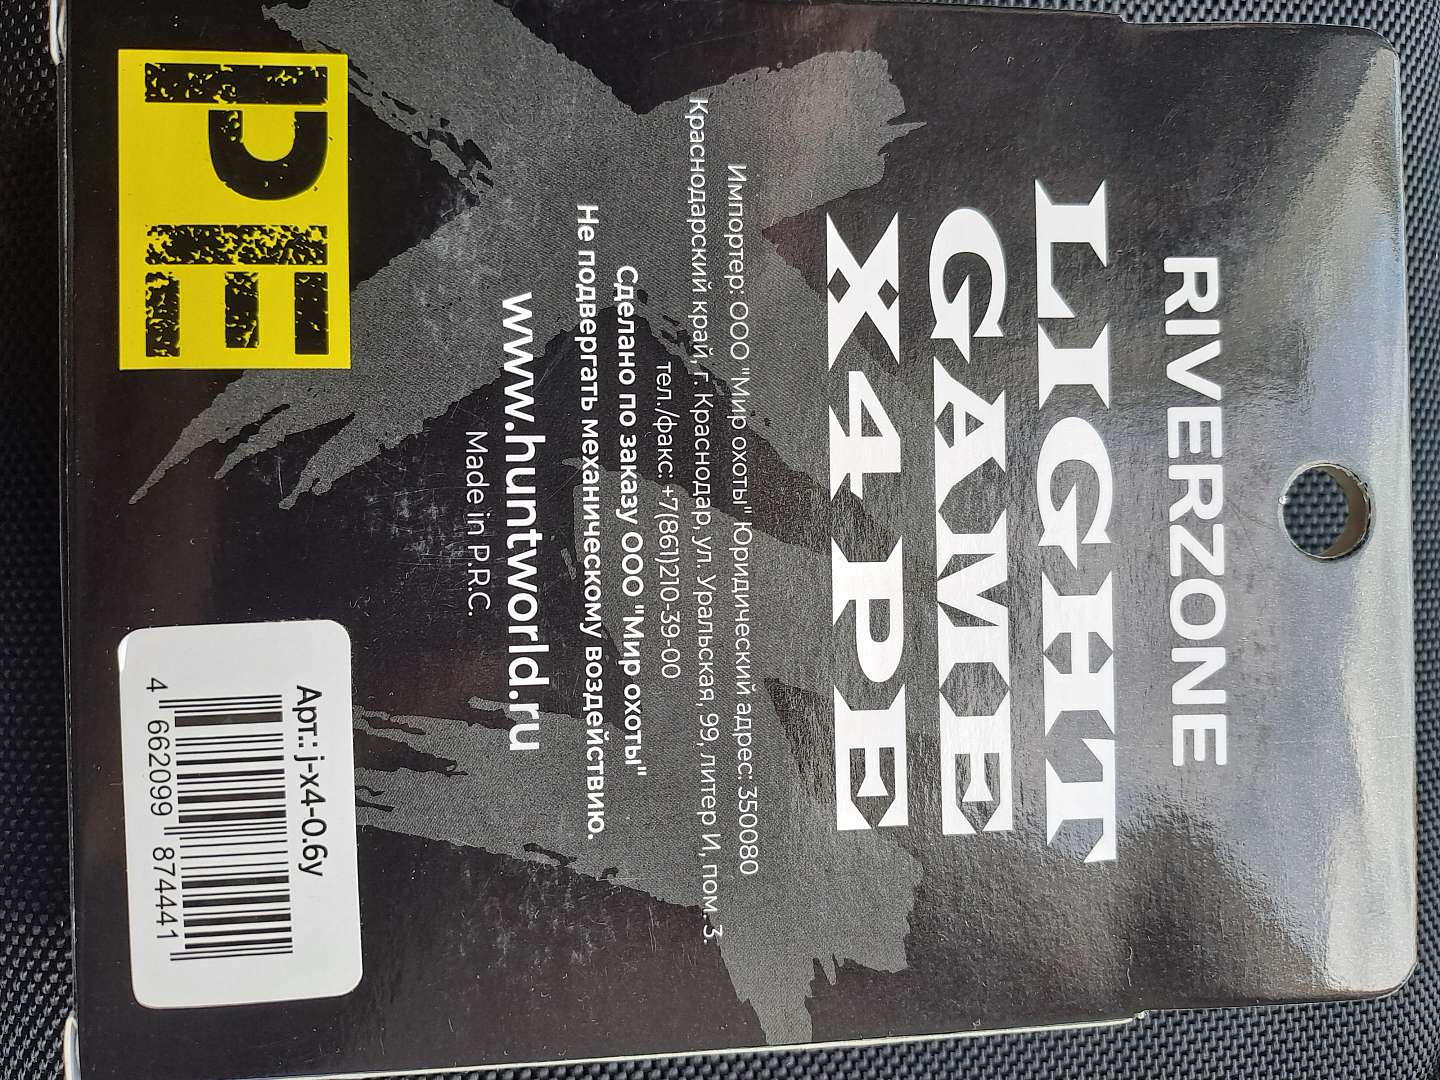 RIVERZONE
LIGHT
GAME
X4 PE
Импортер: ООО "Мир охоты" Юридический адрес: 350080
Краснодарский край, г. Краснодар, ул. Уральская, 99, литер И, пом. 3.
тел./факс: +7(861)210-39-00
Сделано по заказу ООО "Мир охоты"
Не подвергать механическому воздействию.
www.huntworld.ru
Made in P.R.C.
PE
Арт.: j-x4-0.6y
4 662099 874441